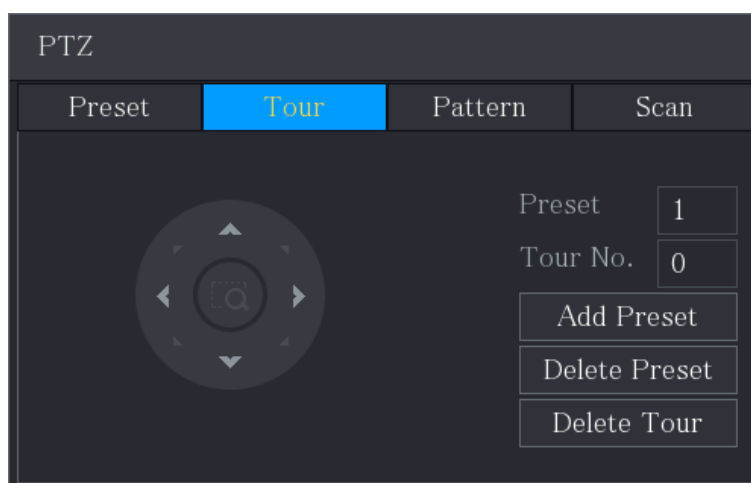 PTZ
Preset Tour Pattern Scan
Preset 1
Tour No. 0
Add Preset
Delete Preset
Delete Tour